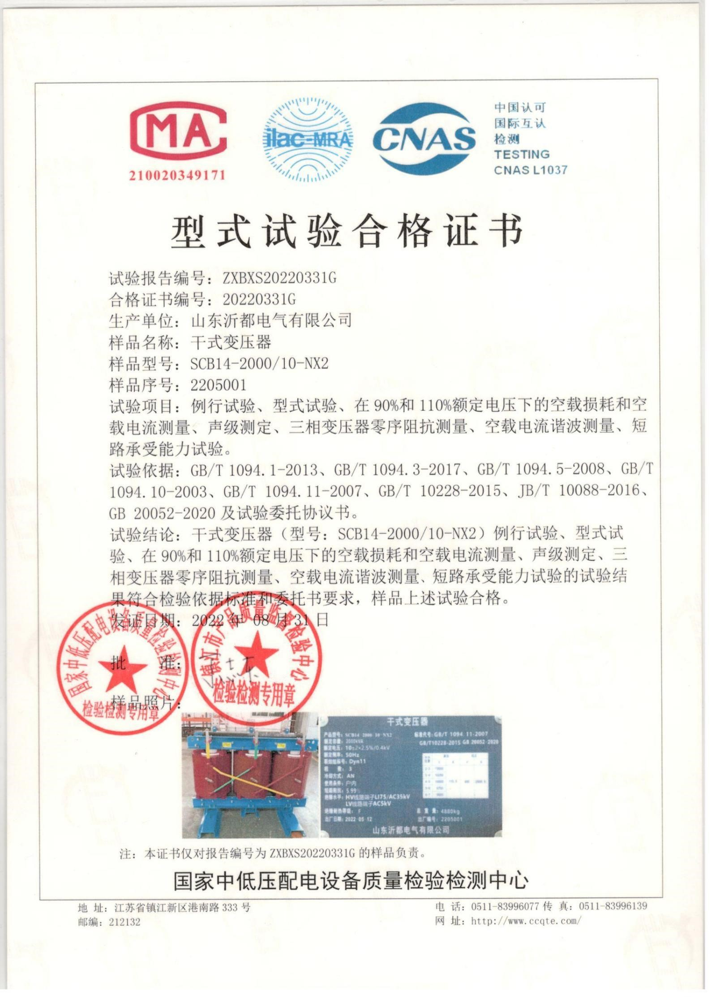 MA
210020349171
ilac-MRA
CNAS
中国认可
国际互认
检测
TESTING
CNAS L1037
型式试验合格证书
试验报告编号：ZXBXS20220331G
合格证书编号：20220331G
生产单位：山东沂都电气有限公司
样品名称：干式变压器
样品型号：SCB14-2000/10-NX2
样品序号：2205001
试验项目：例行试验、型式试验、在 90%和 110%额定电压下的空载损耗和空
载电流测量、声级测定、三相变压器零序阻抗测量、空载电流谐波测量、短
路承受能力试验。
试验依据：GB/T 1094.1-2013、GB/T 1094.3-2017、GB/T 1094.5-2008、GB/T
1094.10-2003、GB/T 1094.11-2007、GB/T 10228-2015、JB/T 10088-2016、
GB 20052-2020 及试验委托协议书。
试验结论：干式变压器（型号：SCB14-2000/10-NX2）例行试验、型式试
验、在 90%和 110%额定电压下的空载损耗和空载电流测量、声级测定、三
相变压器零序阻抗测量、空载电流谐波测量、短路承受能力试验的试验结
果符合检验依据标准和委托书要求，样品上述试验合格。
发证日期：2022 年 08 月 31 日
国家中低压配电设备质量检验检测中心
检验检测专用章
镇江市产品质量监督检验中心
检验检测专用章
批 准：
样品照片：
干式变压器
产品型号：SCB14-2000/10-NX2
标准代号：GB/T 1094.11-2007
额定容量：2000kVA
GB/T10228-2015 GB 20052-2020
额定电压：10±2×2.5%/0.4kV
额定频率：50Hz
联结组标号：Dyn11
相 数：3
冷却方式：AN
使用条件：户内
短路阻抗：5.99%
绝缘水平：HV线路端子LI75/AC35kV
LV线路端子AC5kV
绝缘耐热等级：F
总 重 量：4880kg
出厂日期：2022-05-12
出厂编号：2205001
山东沂都电气有限公司
注：本证书仅对报告编号为 ZXBXS20220331G 的样品负责。
国家中低压配电设备质量检验检测中心
地 址：江苏省镇江新区港南路 333 号
电 话：0511-83996077 传 真：0511-83996139
邮编：212132
网 址：http://www.ccqte.com/